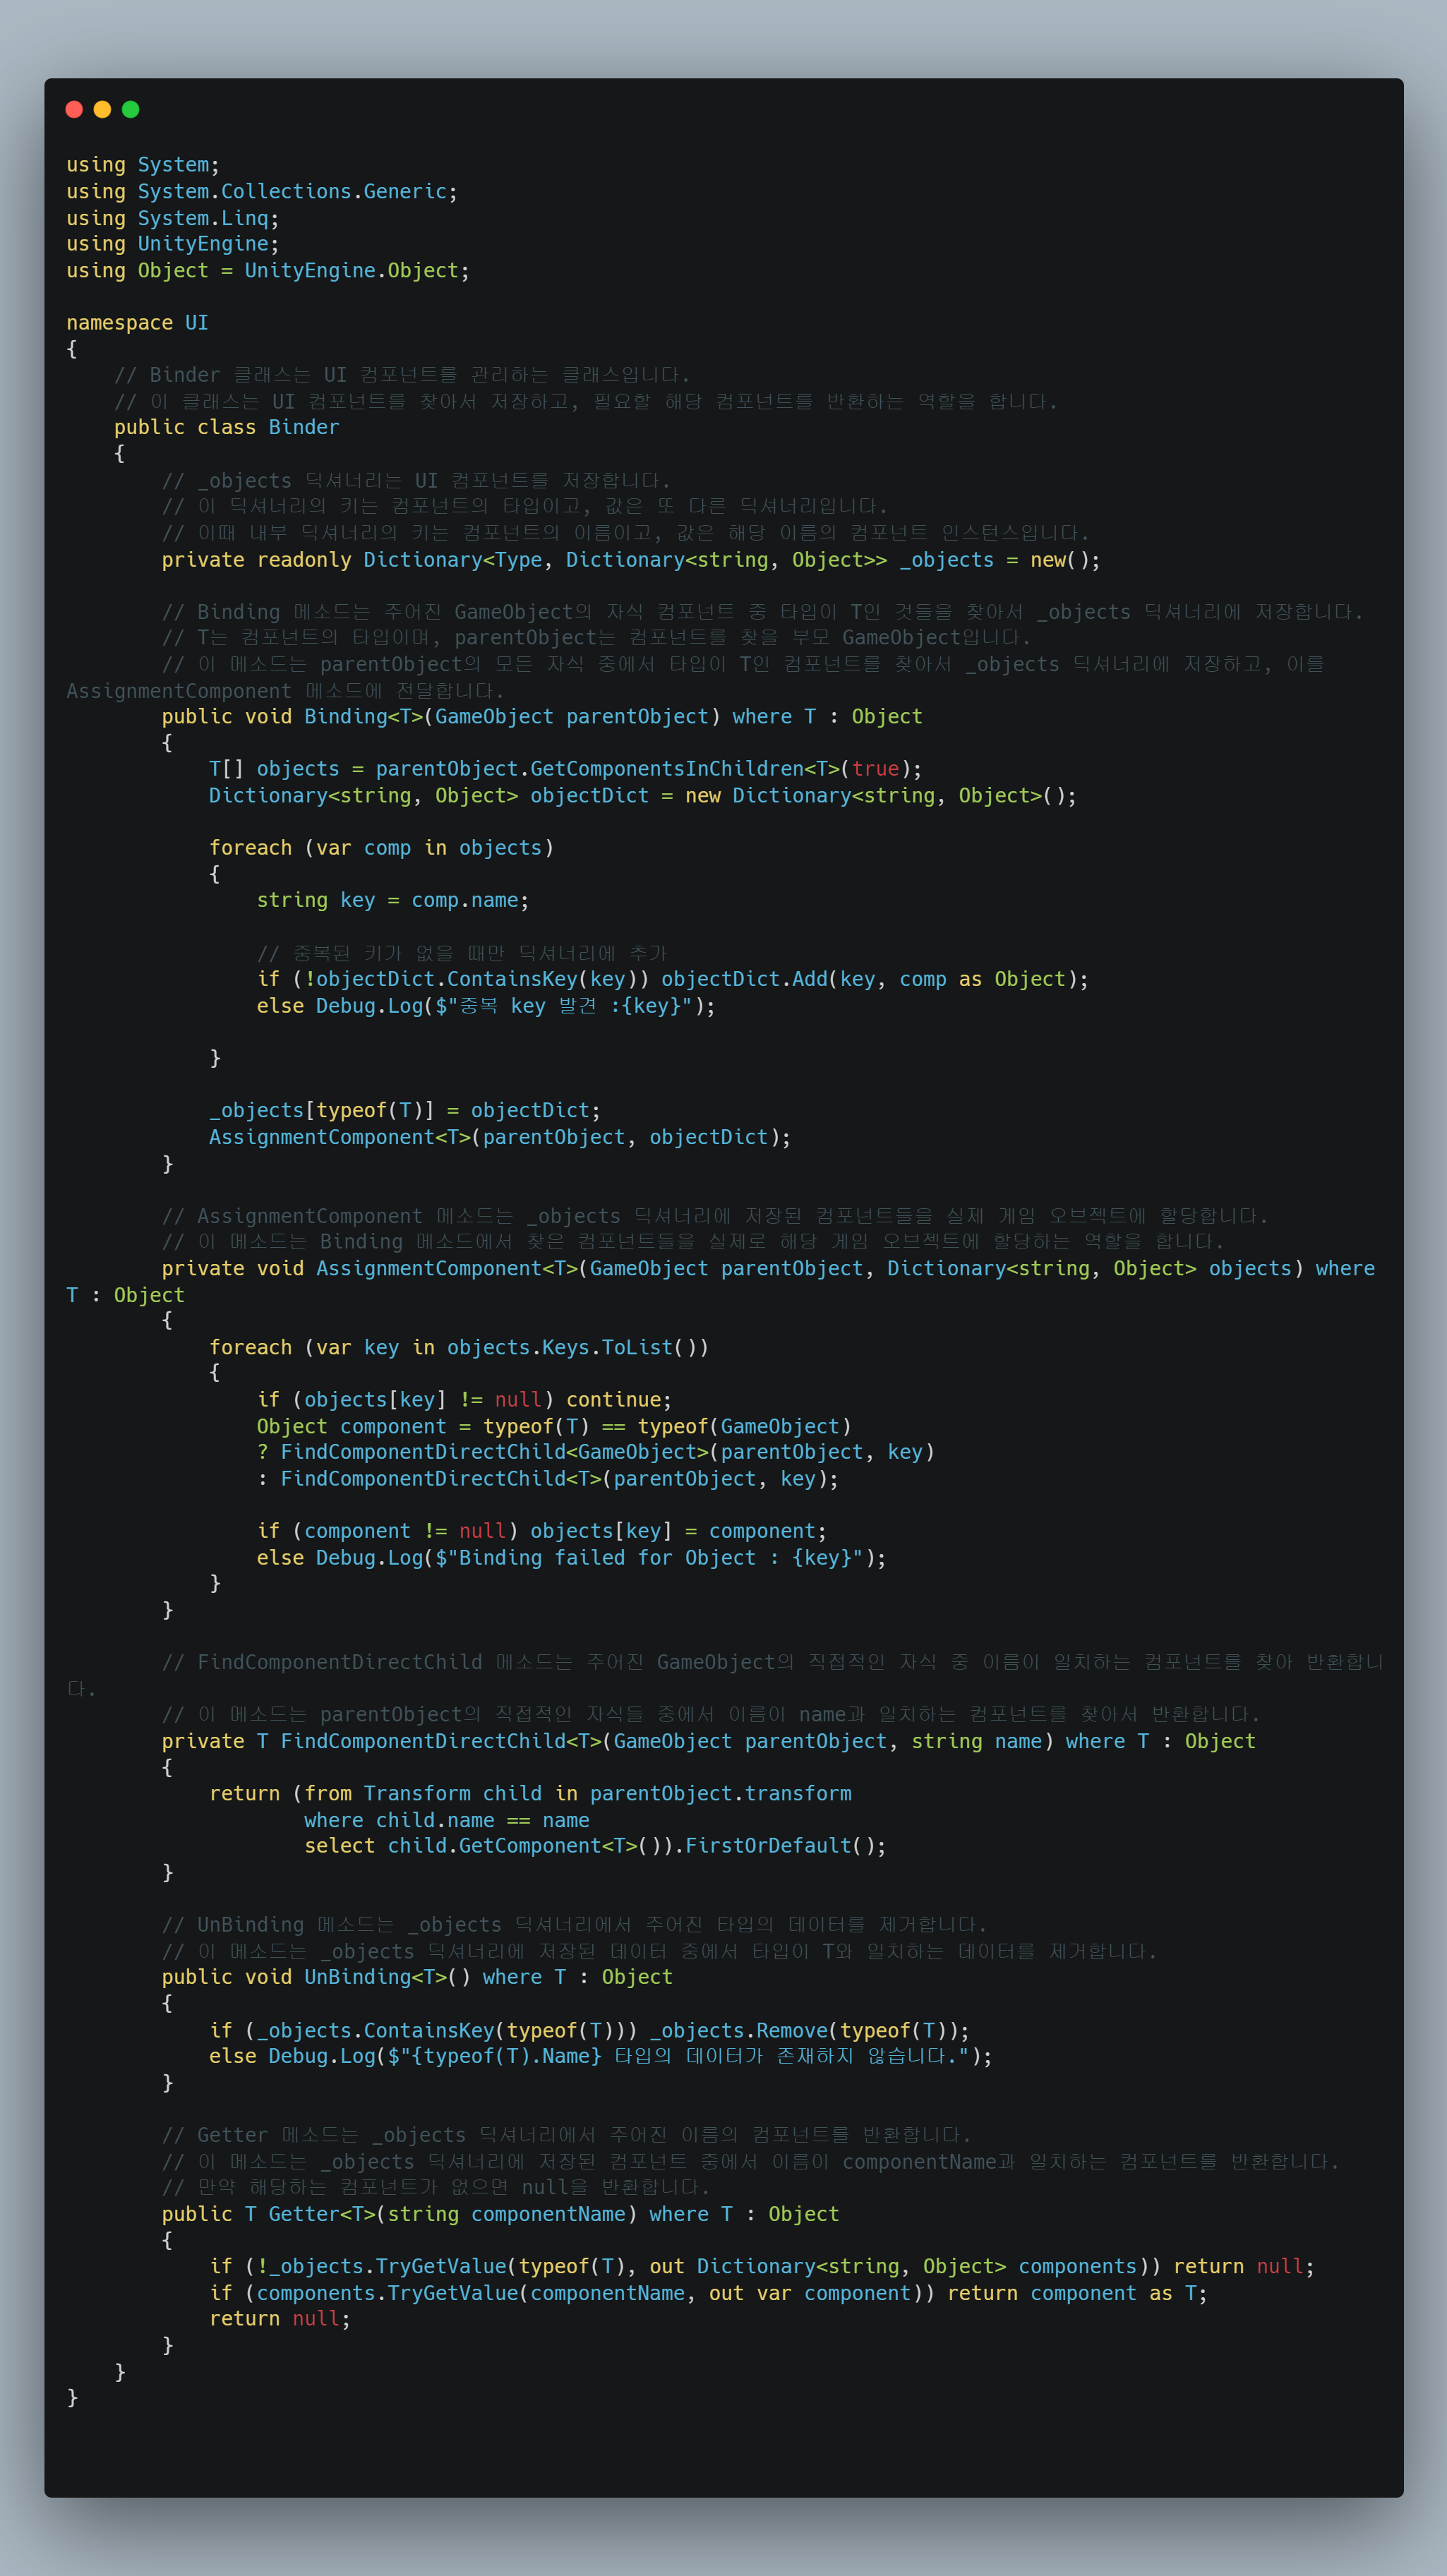 using System;
using System.Collections.Generic;
using System.Linq;
using UnityEngine;
using Object = UnityEngine.Object;

namespace UI
{
    // Binder 클래스는 UI 컴포넌트를 관리하는 클래스입니다.
    // 이 클래스는 UI 컴포넌트를 찾아서 저장하고, 필요할 해당 컴포넌트를 반환하는 역할을 합니다.
    public class Binder
    {
        // _objects 딕셔너리는 UI 컴포넌트를 저장합니다.
        // 이 딕셔너리의 키는 컴포넌트의 타입이고, 값은 또 다른 딕셔너리입니다.
        // 이때 내부 딕셔너리의 키는 컴포넌트의 이름이고, 값은 해당 이름의 컴포넌트 인스턴스입니다.
        private readonly Dictionary<Type, Dictionary<string, Object>> _objects = new();

        // Binding 메소드는 주어진 GameObject의 자식 컴포넌트 중 타입이 T인 것들을 찾아서 _objects 딕셔너리에 저장합니다.
        // T는 컴포넌트의 타입이며, parentObject는 컴포넌트를 찾을 부모 GameObject입니다.
        // 이 메소드는 parentObject의 모든 자식 중에서 타입이 T인 컴포넌트를 찾아서 _objects 딕셔너리에 저장하고, 이를
AssignmentComponent 메소드에 전달합니다.
        public void Binding<T>(GameObject parentObject) where T : Object
        {
            T[] objects = parentObject.GetComponentsInChildren<T>(true);
            Dictionary<string, Object> objectDict = new Dictionary<string, Object>();

            foreach (var comp in objects)
            {
                string key = comp.name;

                // 중복된 키가 없을 때만 딕셔너리에 추가
                if (!objectDict.ContainsKey(key)) objectDict.Add(key, comp as Object);
                else Debug.Log($"중복 key 발견 :{key}");

            }

            _objects[typeof(T)] = objectDict;
            AssignmentComponent<T>(parentObject, objectDict);
        }

        // AssignmentComponent 메소드는 _objects 딕셔너리에 저장된 컴포넌트들을 실제 게임 오브젝트에 할당합니다.
        // 이 메소드는 Binding 메소드에서 찾은 컴포넌트들을 실제로 해당 게임 오브젝트에 할당하는 역할을 합니다.
        private void AssignmentComponent<T>(GameObject parentObject, Dictionary<string, Object> objects) where
T : Object
        {
            foreach (var key in objects.Keys.ToList())
            {
                if (objects[key] != null) continue;
                Object component = typeof(T) == typeof(GameObject)
                ? FindComponentDirectChild<GameObject>(parentObject, key)
                : FindComponentDirectChild<T>(parentObject, key);

                if (component != null) objects[key] = component;
                else Debug.Log($"Binding failed for Object : {key}");
            }
        }

        // FindComponentDirectChild 메소드는 주어진 GameObject의 직접적인 자식 중 이름이 일치하는 컴포넌트를 찾아 반환합니
다.
        // 이 메소드는 parentObject의 직접적인 자식들 중에서 이름이 name과 일치하는 컴포넌트를 찾아서 반환합니다.
        private T FindComponentDirectChild<T>(GameObject parentObject, string name) where T : Object
        {
            return (from Transform child in parentObject.transform
                    where child.name == name
                    select child.GetComponent<T>()).FirstOrDefault();
        }

        // UnBinding 메소드는 _objects 딕셔너리에서 주어진 타입의 데이터를 제거합니다.
        // 이 메소드는 _objects 딕셔너리에 저장된 데이터 중에서 타입이 T와 일치하는 데이터를 제거합니다.
        public void UnBinding<T>() where T : Object
        {
            if (_objects.ContainsKey(typeof(T))) _objects.Remove(typeof(T));
            else Debug.Log($"{typeof(T).Name} 타입의 데이터가 존재하지 않습니다.");
        }

        // Getter 메소드는 _objects 딕셔너리에서 주어진 이름의 컴포넌트를 반환합니다.
        // 이 메소드는 _objects 딕셔너리에 저장된 컴포넌트 중에서 이름이 componentName과 일치하는 컴포넌트를 반환합니다.
        // 만약 해당하는 컴포넌트가 없으면 null을 반환합니다.
        public T Getter<T>(string componentName) where T : Object
        {
            if (!_objects.TryGetValue(typeof(T), out Dictionary<string, Object> components)) return null;
            if (components.TryGetValue(componentName, out var component)) return component as T;
            return null;
        }
    }
}